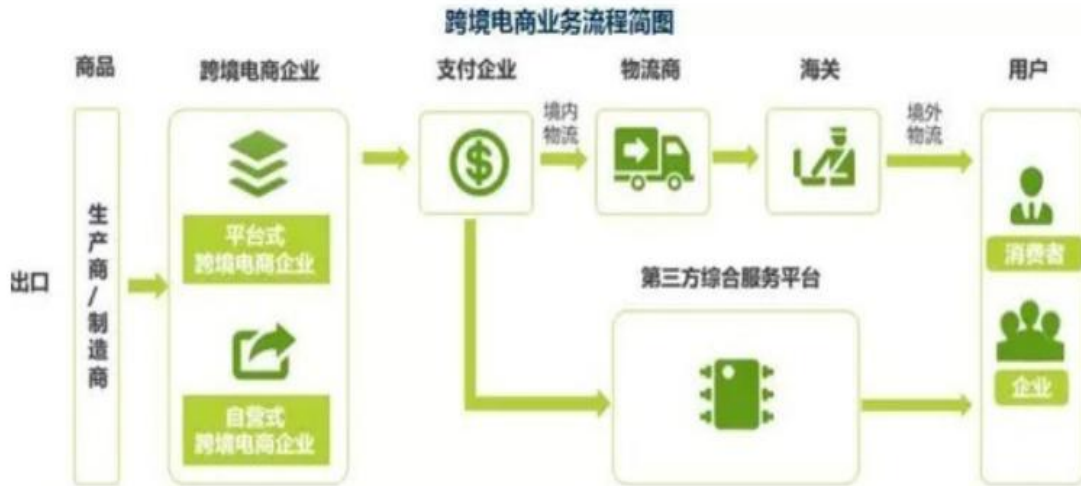 跨境电商业务流程简图
商品
跨境电商企业
支付企业
物流商
海关
用户
境内
物流
境外
物流
出口
生产商/制造商
平台式
跨境电商企业
自营式
跨境电商企业
第三方综合服务平台
消费者
企业